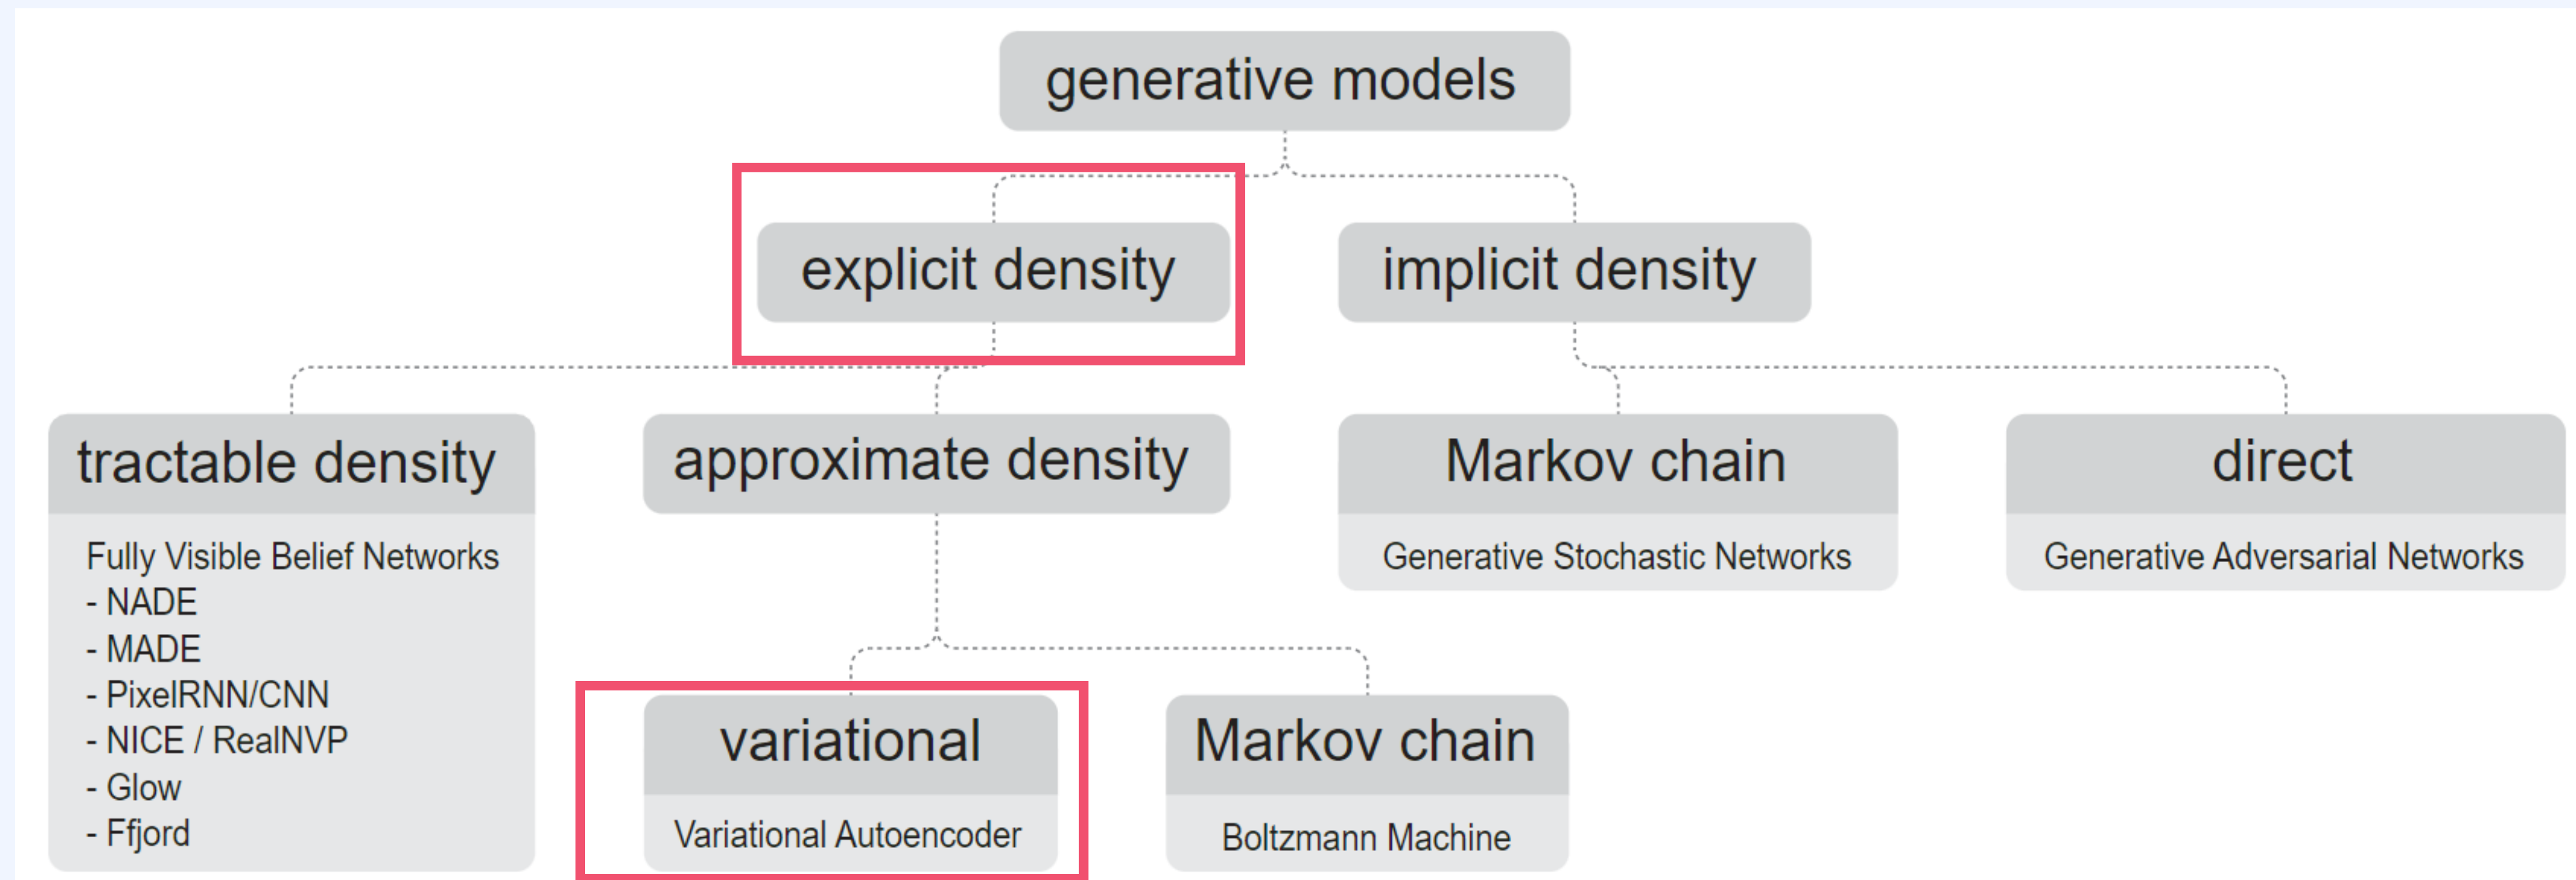 generative models
explicit density
implicit density
tractable density
approximate density
Markov chain
direct
Fully Visible Belief Networks
- NADE
- MADE
- PixelRNN/CNN
- NICE / RealNVP
- Glow
- Ffjord
Generative Stochastic Networks
Generative Adversarial Networks
variational
Variational Autoencoder
Markov chain
Boltzmann Machine